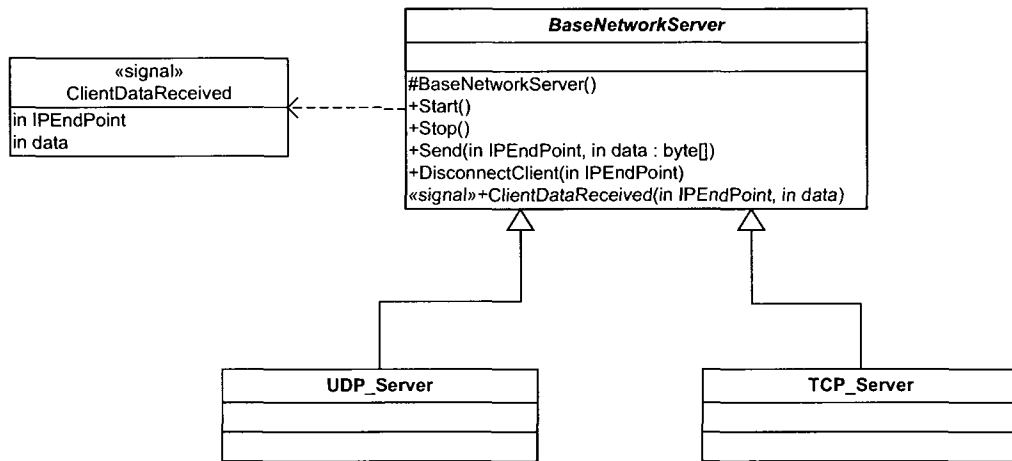 BaseNetworkServer
«signal»
ClientDataReceived
in IPEndPoint
in data
#BaseNetworkServer()
+Start()
+Stop()
+Send(in IPEndPoint, in data : byte[])
+DisconnectClient(in IPEndPoint)
«signal»+ClientDataReceived(in IPEndPoint, in data)
UDP_Server
TCP_Server